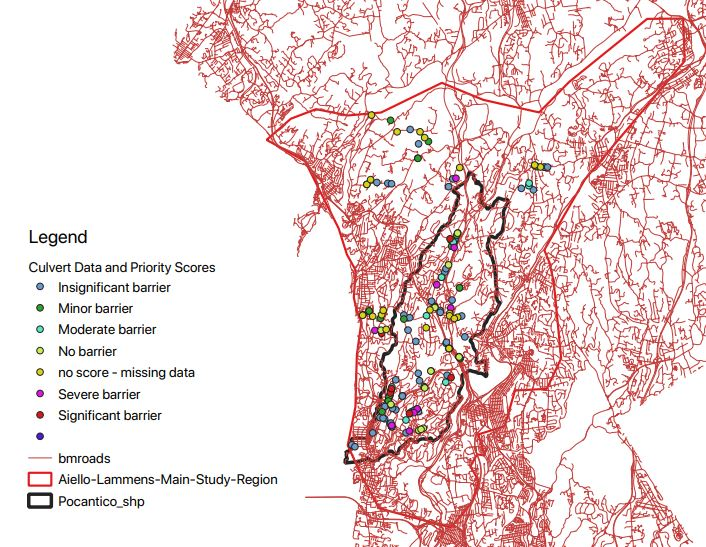 Legend
Culvert Data and Priority Scores
Insignificant barrier
Minor barrier
Moderate barrier
No barrier
no score - missing data
Severe barrier
Significant barrier
bmroads
Aiello-Lammens-Main-Study-Region
Pocantico_shp